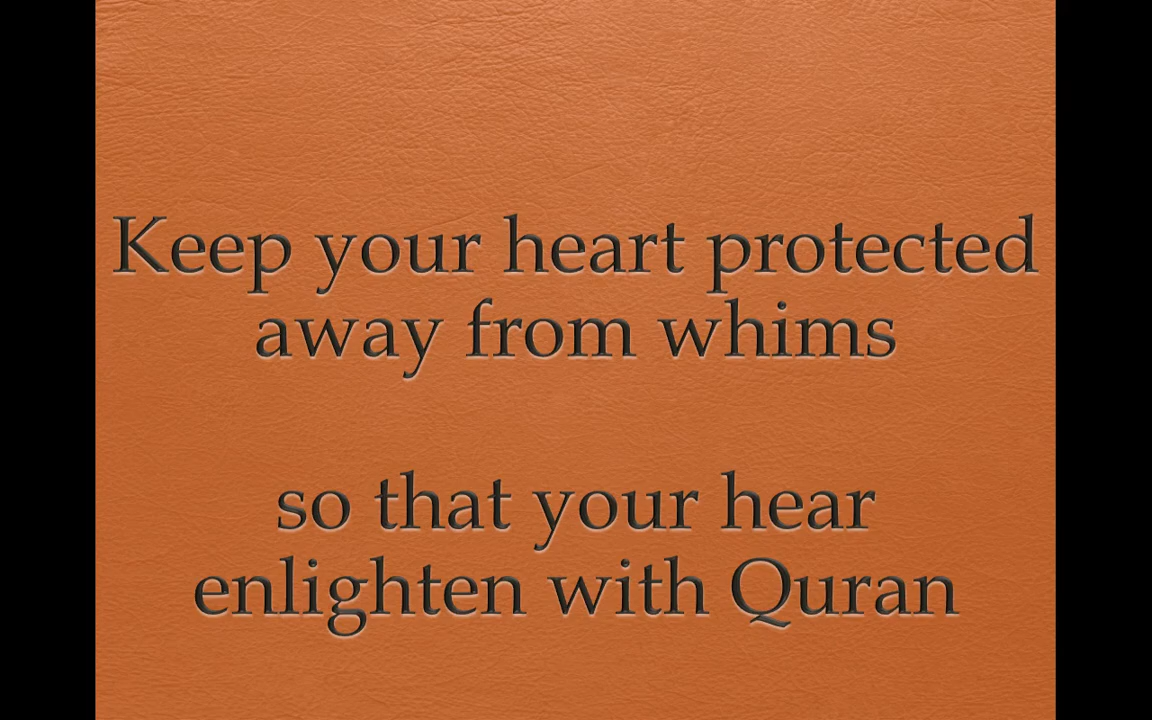 Keep your heart protected
away from whims
so that your hear
enlighten with Quran